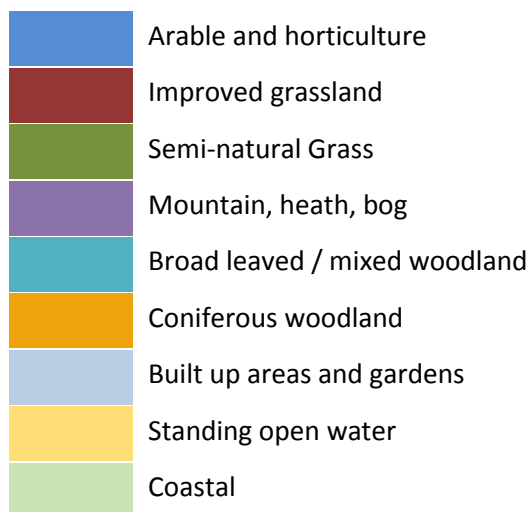 Arable and horticulture
Improved grassland
Semi-natural Grass
Mountain, heath, bog
Broad leaved / mixed woodland
Coniferous woodland
Built up areas and gardens
Standing open water
Coastal